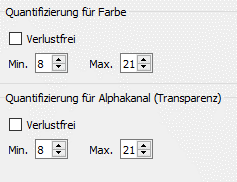 Quantifizierung für Farbe
Verlustfrei
Min. 8 Max. 21
Quantifizierung für Alphakanal (Transparenz)
Verlustfrei
Min. 8 Max. 21